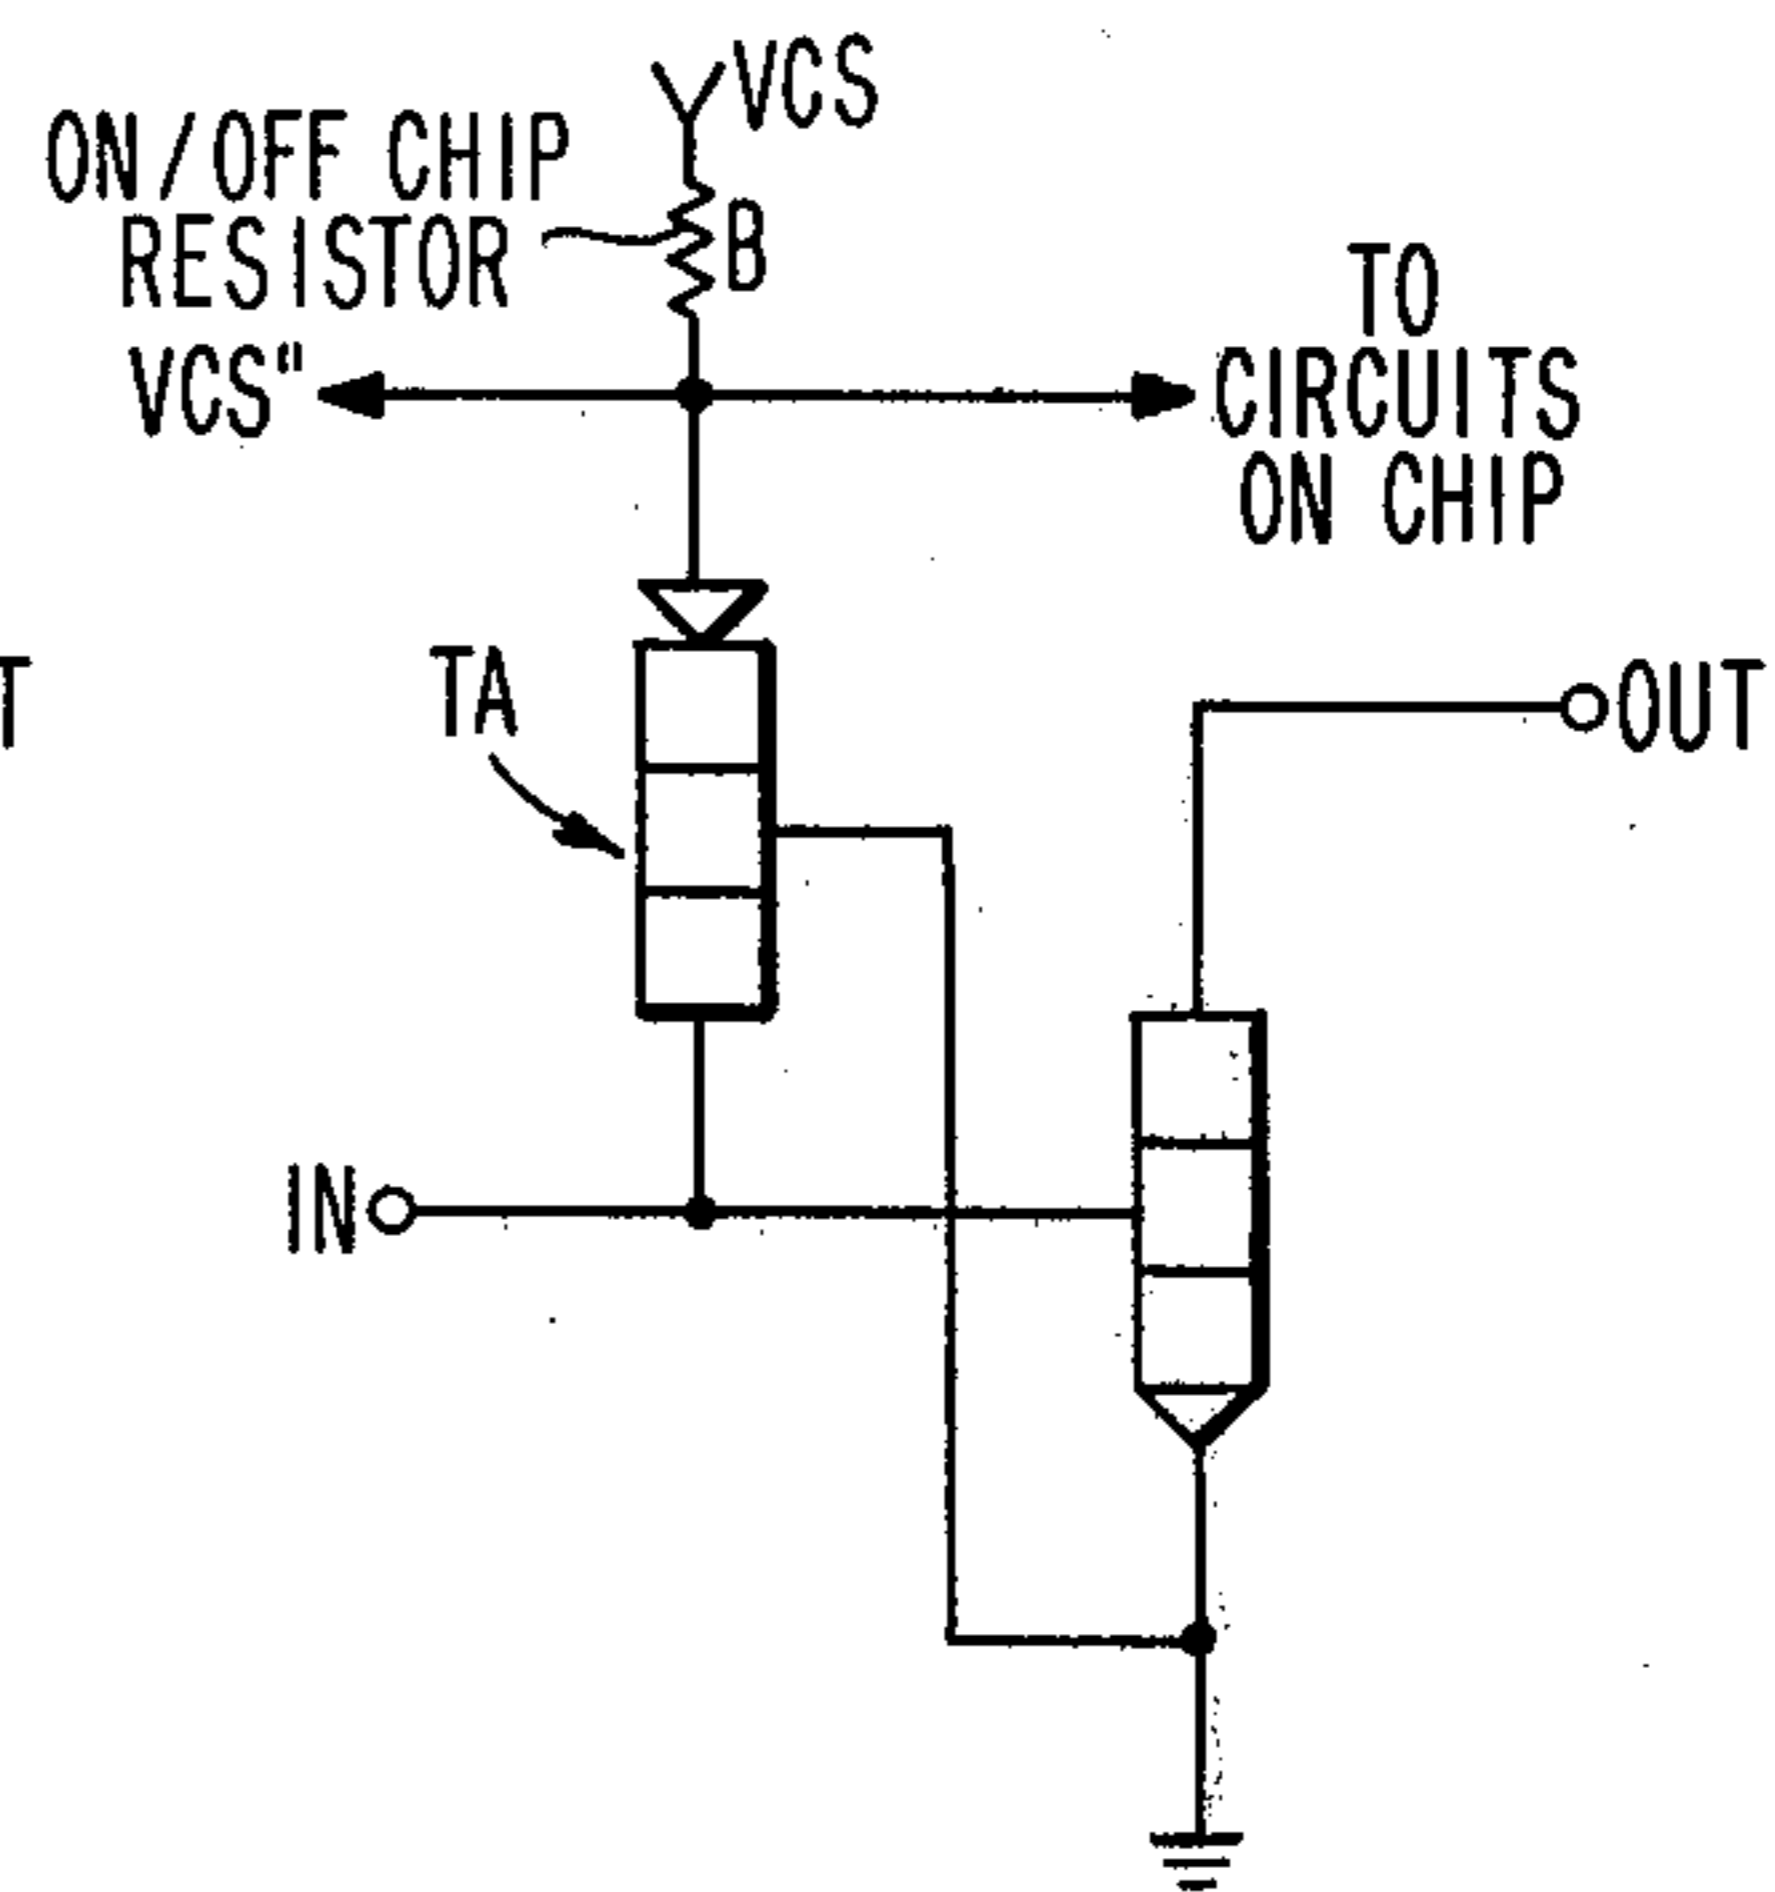 VCS
ON/OFF CHIP
RESISTOR
B
TO
VCS"
CIRCUITS
ON CHIP
T
TA
OUT
IN